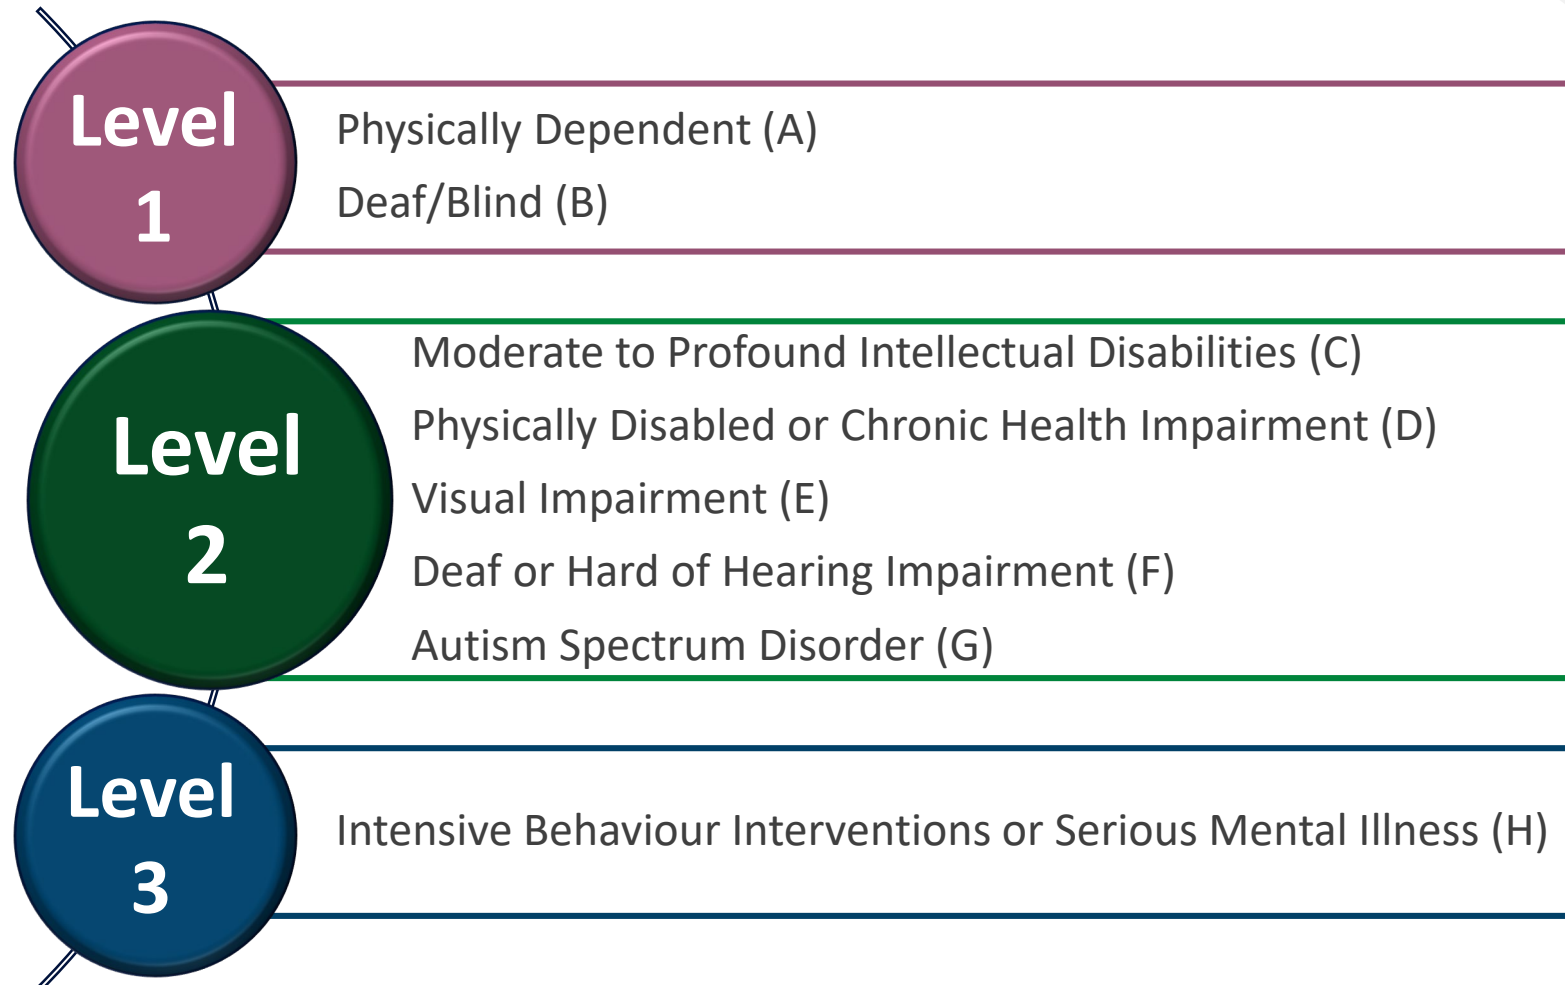 Level
1
Physically Dependent (A)
Deaf/Blind (B)
Level
2
Moderate to Profound Intellectual Disabilities (C)
Physically Disabled or Chronic Health Impairment (D)
Visual Impairment (E)
Deaf or Hard of Hearing Impairment (F)
Autism Spectrum Disorder (G)
Level
3
Intensive Behaviour Interventions or Serious Mental Illness (H)